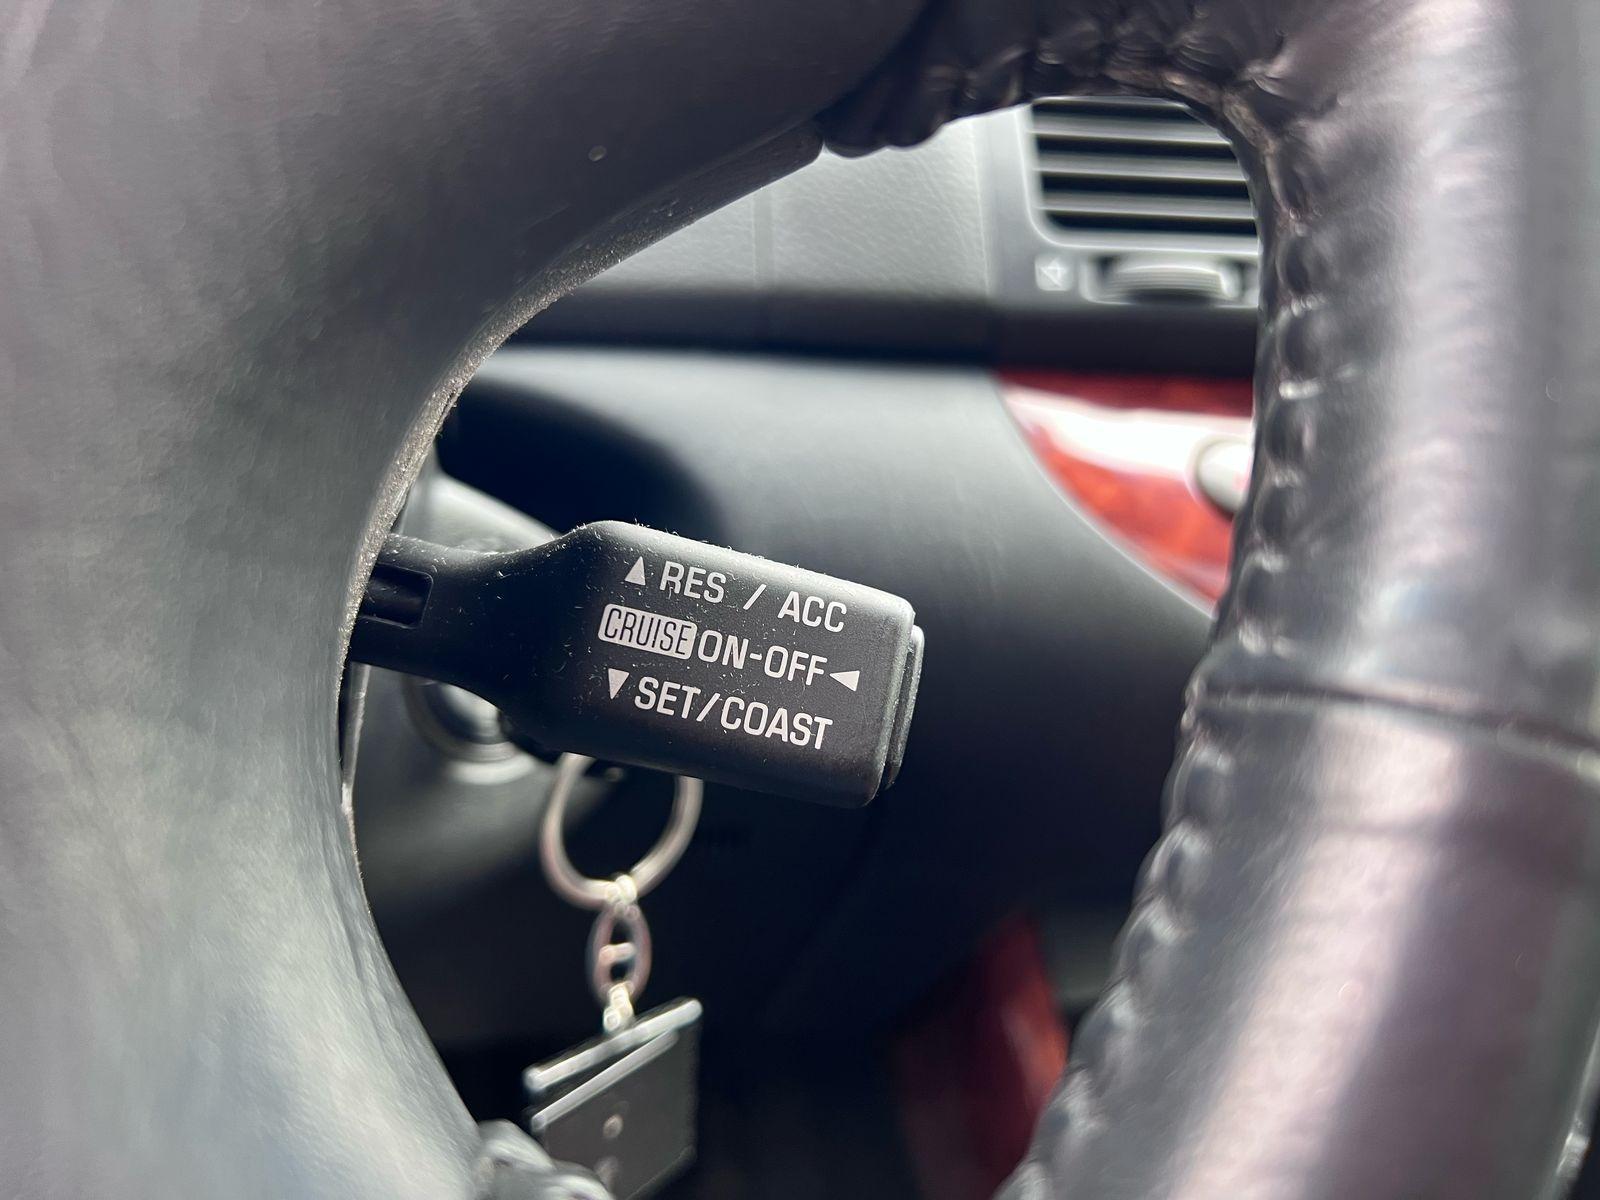 ▲ RES / ACC
CRUISE ON-OFF ◀
▼ SET/COAST